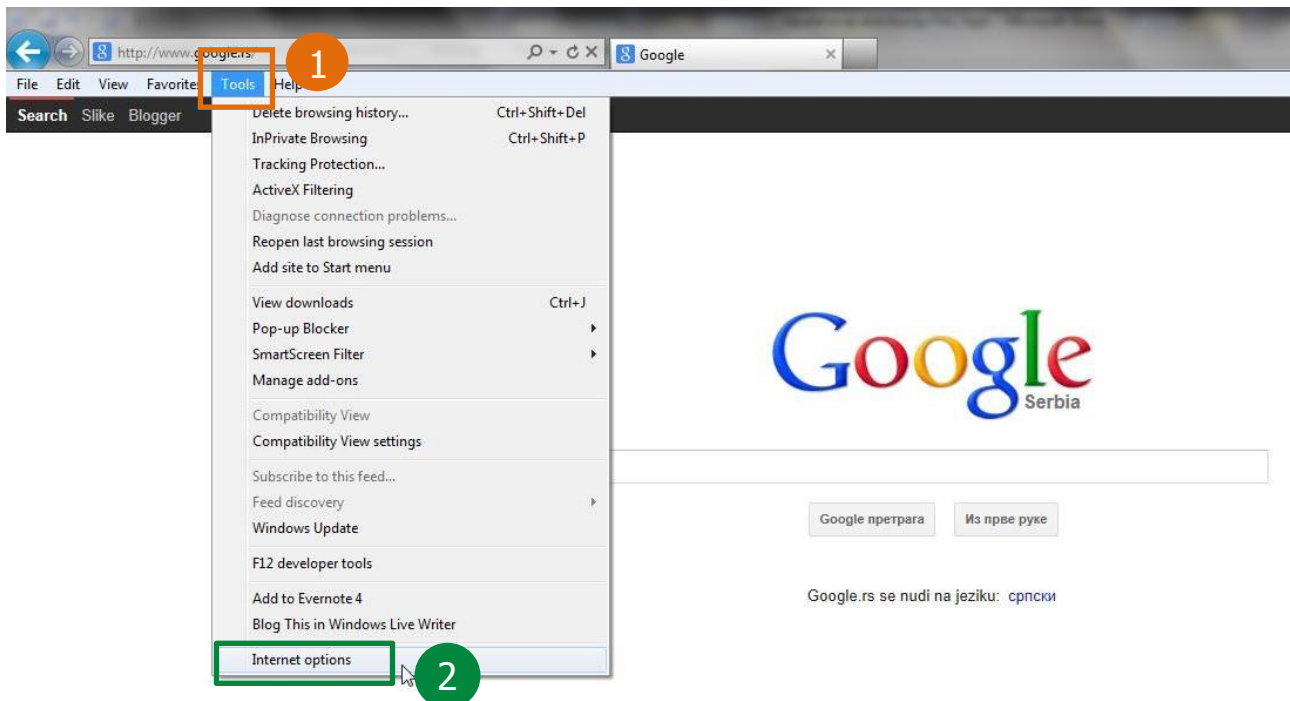 http://www.google.rs/
Google
1
File Edit View Favorites Tools Help
Search Slike Blogger
Delete browsing history... Ctrl+Shift+Del
InPrivate Browsing Ctrl+Shift+P
Tracking Protection...
ActiveX Filtering
Diagnose connection problems...
Reopen last browsing session
Add site to Start menu
View downloads Ctrl+J
Pop-up Blocker
SmartScreen Filter
Manage add-ons
Compatibility View
Compatibility View settings
Subscribe to this feed...
Feed discovery
Windows Update
F12 developer tools
Add to Evernote 4
Blog This in Windows Live Writer
Internet options
2
Google
Serbia
Google претрага Из прве руке
Google.rs se nudi na jeziku: српски